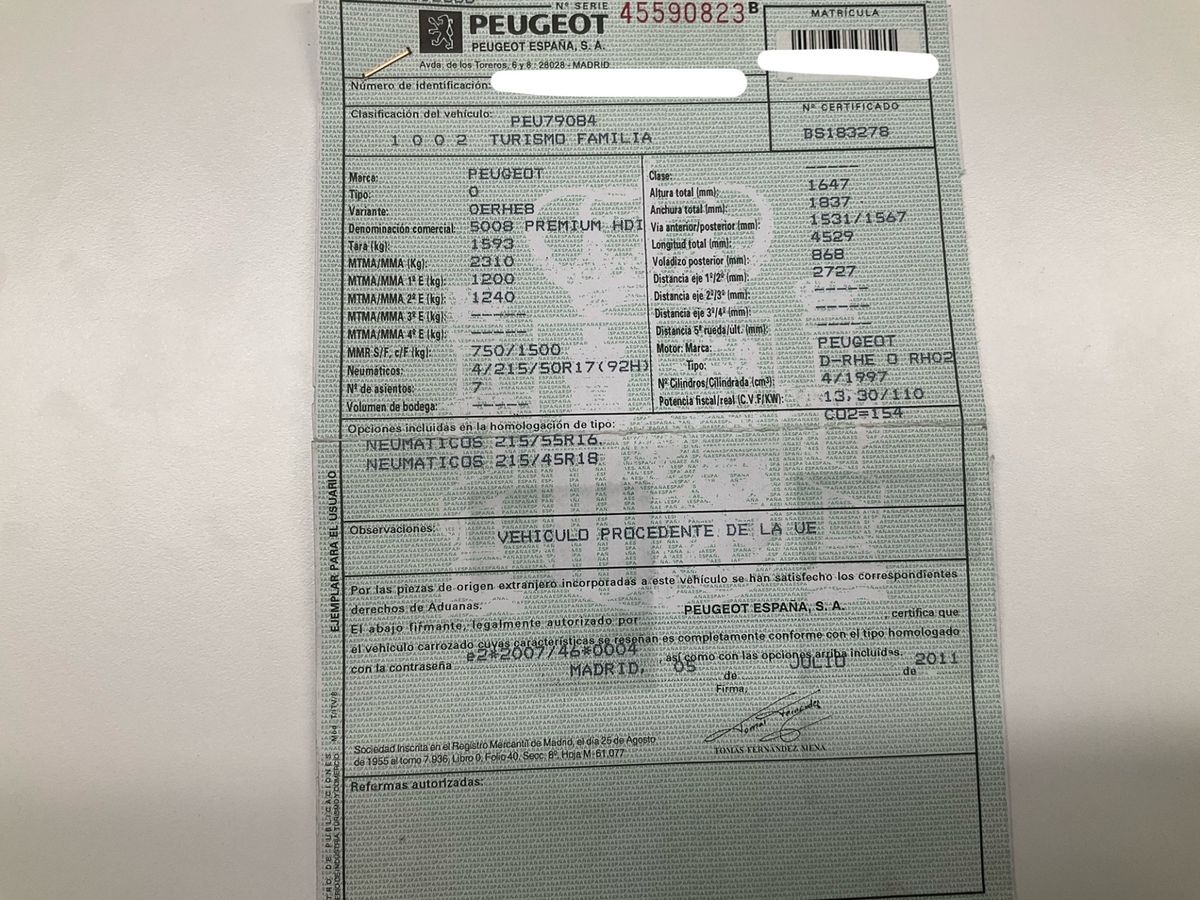 Nº SERIE 45590823B
PEUGEOT
PEUGEOT ESPAÑA, S. A.
Avda. de los Toreros, 6 y 8 : 28028 - MADRID
MATRÍCULA
Número de identificación:
Nº CERTIFICADO
BS183278
Clasificación del vehículo: PEU79084
1 0 0 2 TURISMO FAMILIA
Marca: PEUGEOT
Tipo: 0
Variante: 0ERHE8
Denominación comercial: 5008 PREMIUM HDI
Tara (kg): 1593
MTMA/MMA (Kg): 2310
MTMA/MMA 1º E (kg): 1200
MTMA/MMA 2º E (kg): 1240
MTMA/MMA 3º E (kg): -----
MTMA/MMA 4º E (kg): -----
MMR S/F, c/F (kg): 750/1500
Neumáticos: 4/215/50R17(92H)
Nº de asientos: 7
Volumen de bodega: -----
Clase: -----
Altura total (mm): 1647
Anchura total (mm): 1837
Via anterior/posterior (mm): 1531/1567
Longitud total (mm): 4529
Voladizo posterior (mm): 868
Distancia eje 1º/2º (mm): 2727
Distancia eje 2º/3º (mm): -----
Distancia eje 3º/4º (mm): -----
Distancia 5ª rueda/ult. (mm): -----
Motor: Marca: PEUGEOT
Tipo: D-RHE O RH02
Nº Cilindros/Cilindrada (cm³): 4/1997
Potencia fiscal/real (C.V.F/KW): 13,30/110
CO2=154
Opciones incluidas en la homologación de tipo:
NEUMATICOS 215/55R16.
NEUMATICOS 215/45R18
Observaciones: VEHICULO PROCEDENTE DE LA UE
Por las piezas de origen extranjero incorporadas a este vehículo se han satisfecho los correspondientes
derechos de Aduanas.
El abajo firmante, legalmente autorizado por PEUGEOT ESPAÑA, S. A. , certifica que
el vehículo carrozado cuyas características se reseñan es completamente conforme con el tipo homologado
con la contraseña e2*2007/46*0004 , así como con las opciones arriba incluidas.
MADRID, 05 de JULIO de 2011
Firma,
TOMAS FERNANDEZ MENA
Sociedad Inscrita en el Registro Mercantil de Madrid, el día 25 de Agosto
de 1955 al tomo 7.936, Libro 0, Folio 40, Secc. 8ª, Hoja M-61.077
Reformas autorizadas:
EJEMPLAR PARA EL USUARIO